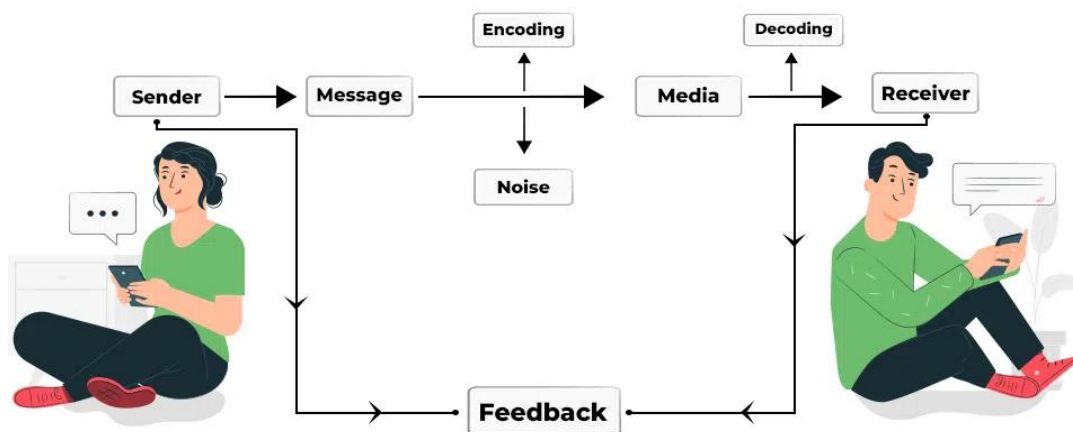 Encoding
Decoding
Sender
Message
Media
Receiver
Noise
Feedback